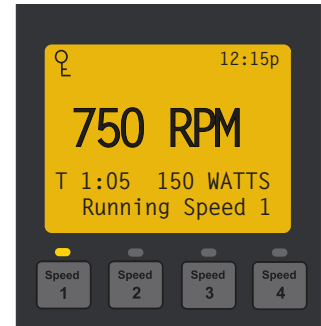 12:15p
750 RPM
T 1:05 150 WATTS
Running Speed 1
Speed 1
Speed 2
Speed 3
Speed 4